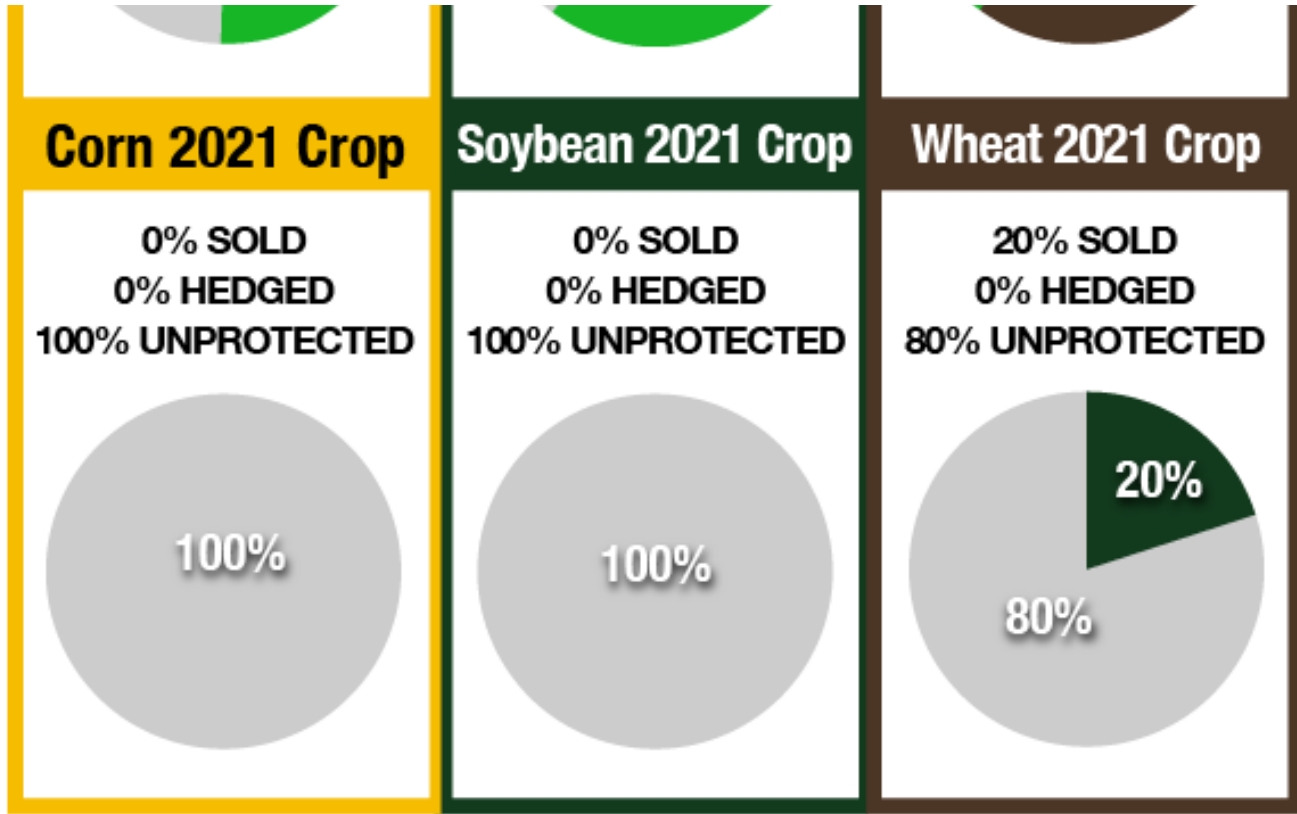 Corn 2021 Crop
0% SOLD
0% HEDGED
100% UNPROTECTED
100%
Soybean 2021 Crop
0% SOLD
0% HEDGED
100% UNPROTECTED
100%
Wheat 2021 Crop
20% SOLD
0% HEDGED
80% UNPROTECTED
20%
80%